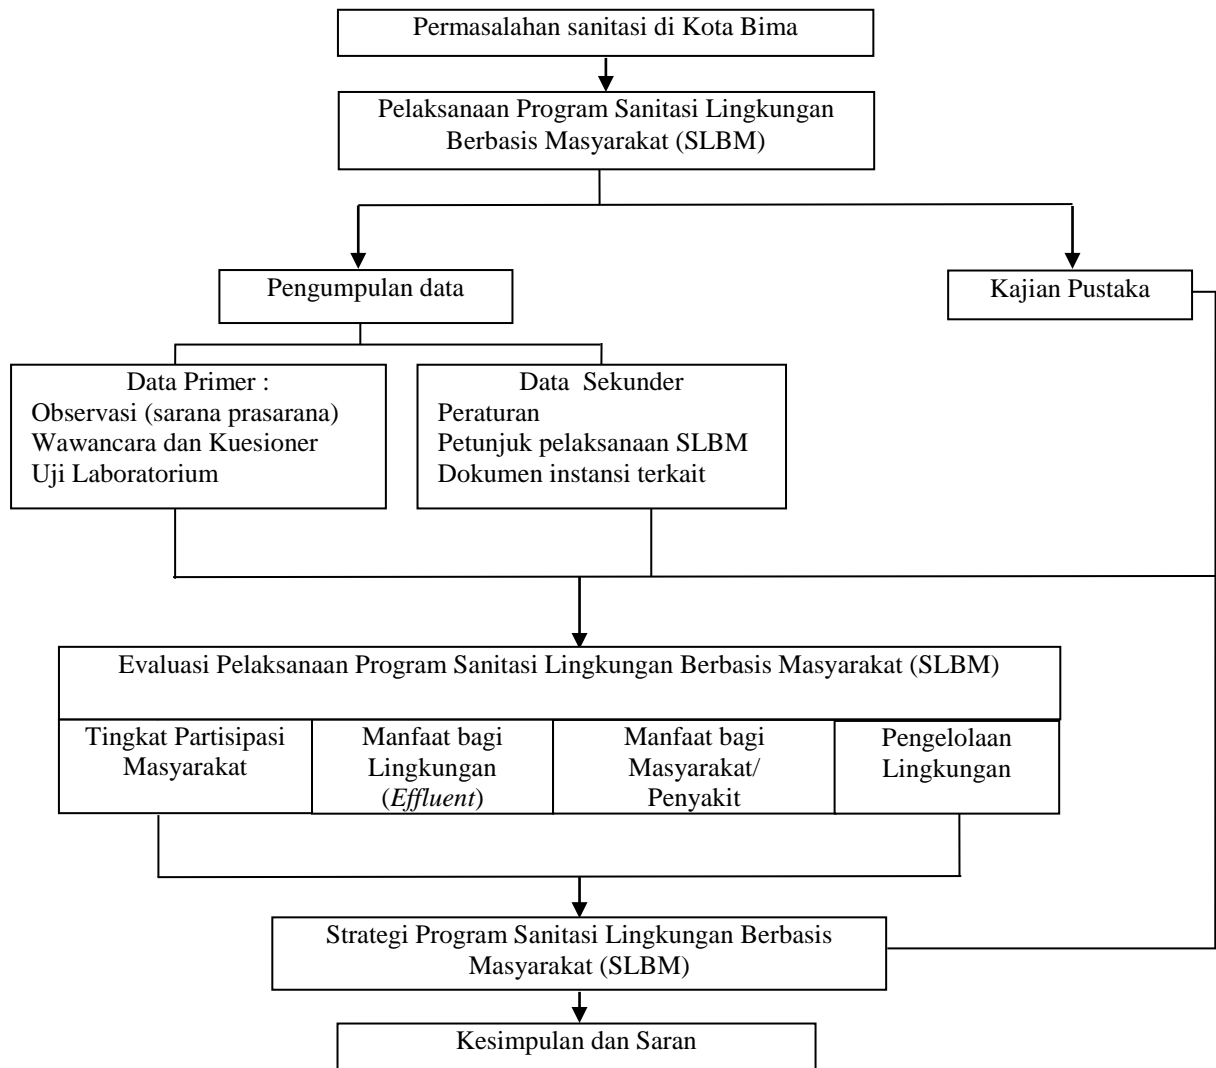 Permasalahan sanitasi di Kota Bima
Pelaksanaan Program Sanitasi Lingkungan
Berbasis Masyarakat (SLBM)
Pengumpulan data
Kajian Pustaka
Data Primer :
Observasi (sarana prasarana)
Wawancara dan Kuesioner
Uji Laboratorium
Data Sekunder
Peraturan
Petunjuk pelaksanaan SLBM
Dokumen instansi terkait
Evaluasi Pelaksanaan Program Sanitasi Lingkungan Berbasis Masyarakat (SLBM)
Tingkat Partisipasi
Masyarakat
Manfaat bagi
Lingkungan
(Effluent)
Manfaat bagi
Masyarakat/
Penyakit
Pengelolaan
Lingkungan
Strategi Program Sanitasi Lingkungan Berbasis
Masyarakat (SLBM)
Kesimpulan dan Saran